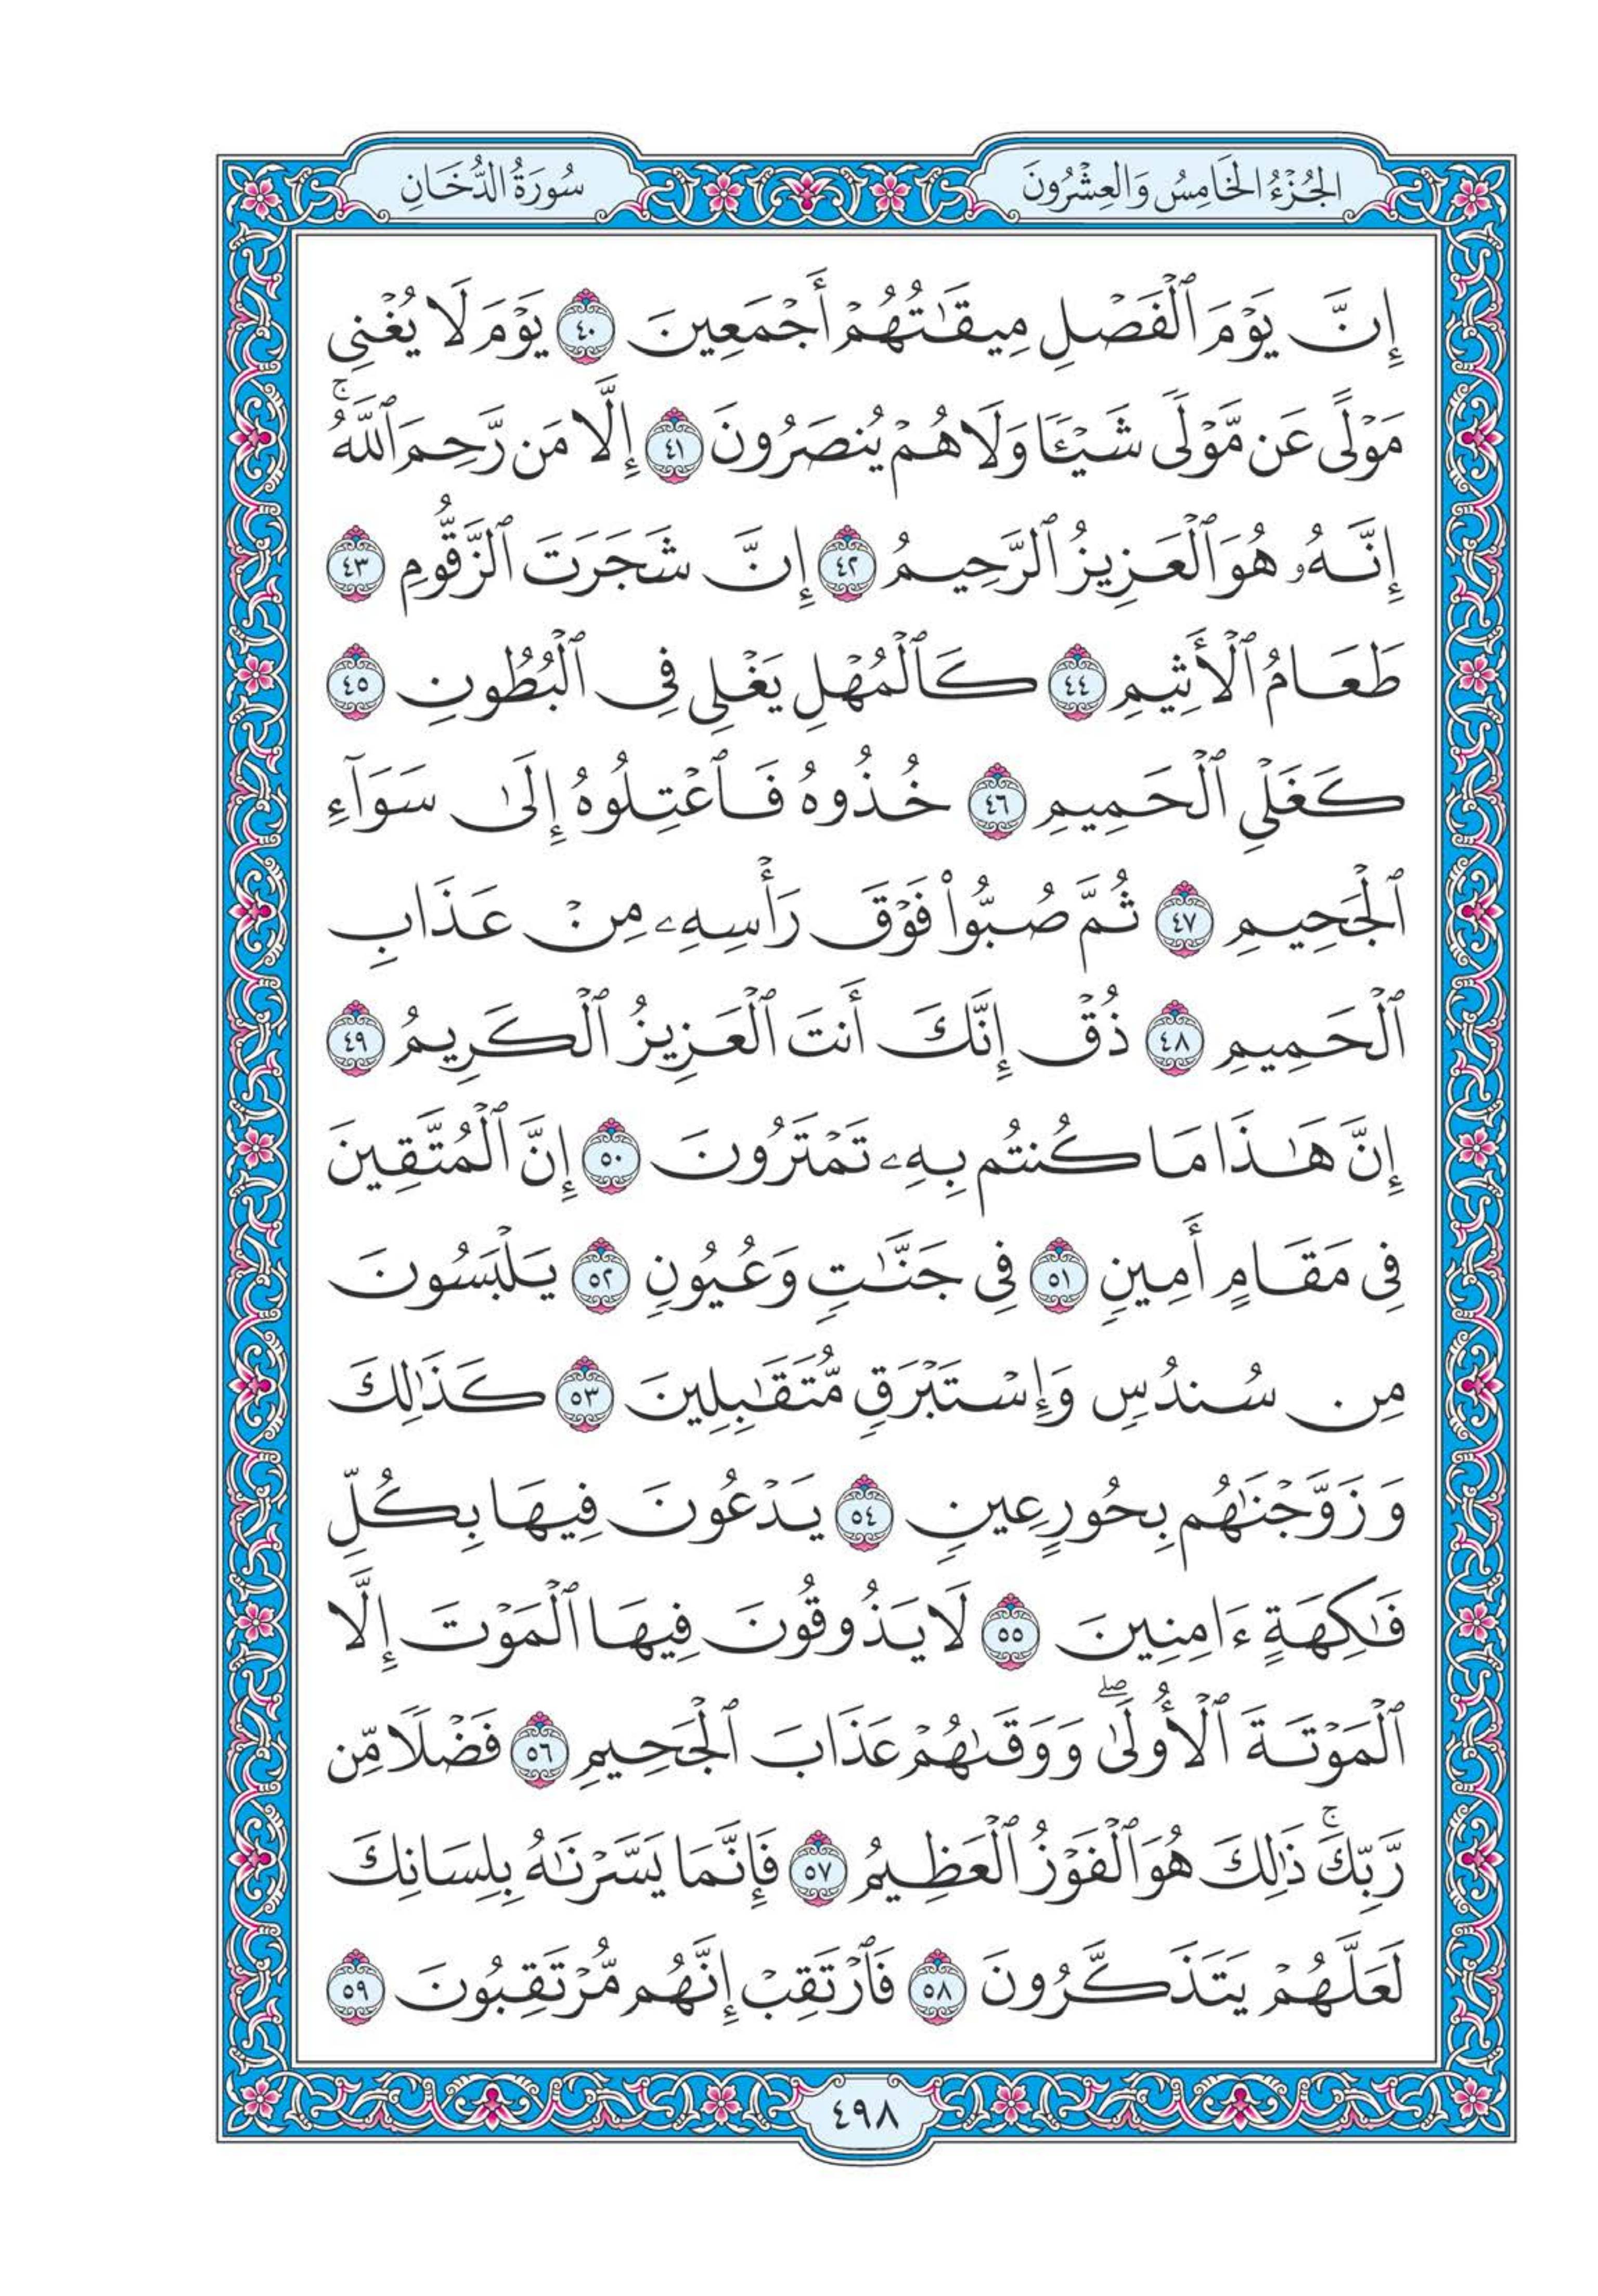 الجُزْءُ الخَامِسُ وَالعِشْرُونَ
سُورَةُ الدُّخَانِ
إِنَّ يَوْمَ ٱلْفَصْلِ مِيقَٰتُهُمْ أَجْمَعِينَ ٤٠ يَوْمَ لَا يُغْنِى
مَوْلًى عَن مَّوْلًى شَيْـًٔا وَلَا هُمْ يُنصَرُونَ ٤١ إِلَّا مَن رَّحِمَ ٱللَّهُۚ
إِنَّهُۥ هُوَ ٱلْعَزِيزُ ٱلرَّحِيمُ ٤٢ إِنَّ شَجَرَتَ ٱلزَّقُّومِ ٤٣
طَعَامُ ٱلْأَثِيمِ ٤٤ كَٱلْمُهْلِ يَغْلِى فِى ٱلْبُطُونِ ٤٥
كَغَلْىِ ٱلْحَمِيمِ ٤٦ خُذُوهُ فَٱعْتِلُوهُ إِلَىٰ سَوَآءِ
ٱلْجَحِيمِ ٤٧ ثُمَّ صُبُّوا۟ فَوْقَ رَأْسِهِۦ مِنْ عَذَابِ
ٱلْحَمِيمِ ٤٨ ذُقْ إِنَّكَ أَنتَ ٱلْعَزِيزُ ٱلْكَرِيمُ ٤٩
إِنَّ هَٰذَا مَا كُنتُم بِهِۦ تَمْتَرُونَ ٥٠ إِنَّ ٱلْمُتَّقِينَ
فِى مَقَامٍ أَمِينٍ ٥١ فِى جَنَّٰتٍ وَعُيُونٍ ٥٢ يَلْبَسُونَ
مِن سُندُسٍ وَإِسْتَبْرَقٍ مُّتَقَٰبِلِينَ ٥٣ كَذَٰلِكَ
وَزَوَّجْنَٰهُم بِحُورٍ عِينٍ ٥٤ يَدْعُونَ فِيهَا بِكُلِّ
فَٰكِهَةٍ ءَامِنِينَ ٥٥ لَا يَذُوقُونَ فِيهَا ٱلْمَوْتَ إِلَّا
ٱلْمَوْتَةَ ٱلْأُولَىٰۖ وَوَقَىٰهُمْ عَذَابَ ٱلْجَحِيمِ ٥٦ فَضْلًا مِّن
رَّبِّكَۚ ذَٰلِكَ هُوَ ٱلْفَوْزُ ٱلْعَظِيمُ ٥٧ فَإِنَّمَا يَسَّرْنَٰهُ بِلِسَانِكَ
لَعَلَّهُمْ يَتَذَكَّرُونَ ٥٨ فَٱرْتَقِبْ إِنَّهُم مُّرْتَقِبُونَ ٥٩
٤٩٨